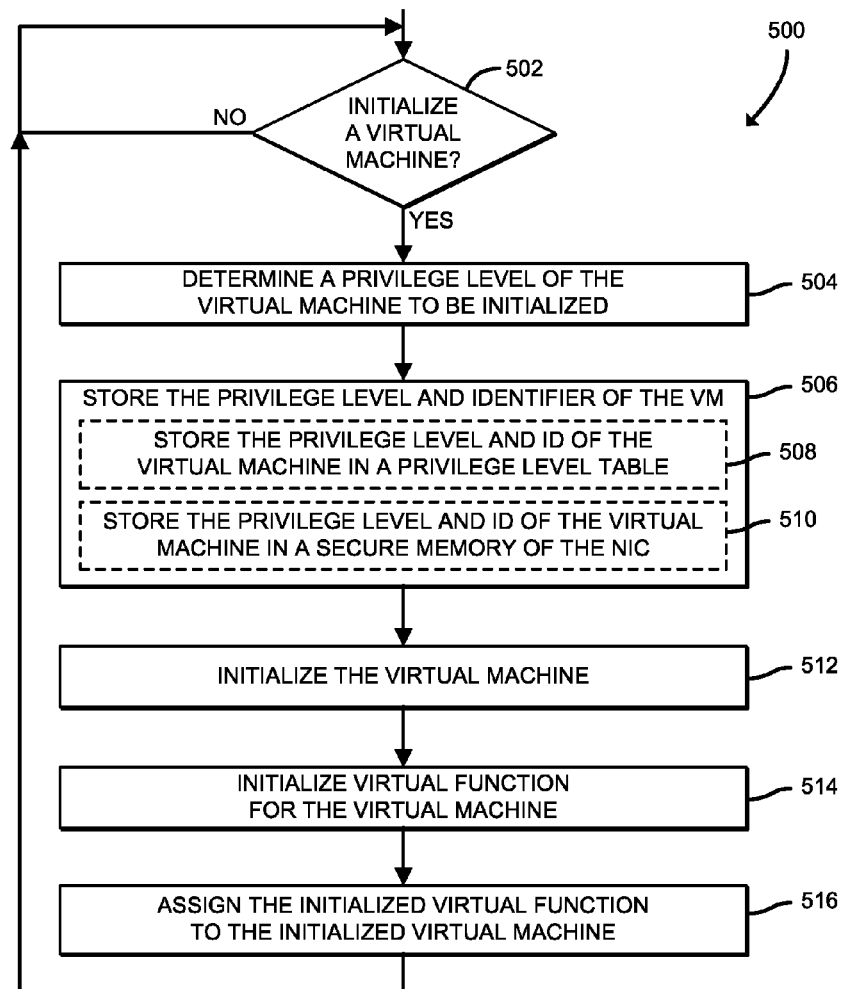 500
502
INITIALIZE
A VIRTUAL
MACHINE?
NO
YES
DETERMINE A PRIVILEGE LEVEL OF THE
VIRTUAL MACHINE TO BE INITIALIZED
504
STORE THE PRIVILEGE LEVEL AND IDENTIFIER OF THE VM
506
STORE THE PRIVILEGE LEVEL AND ID OF THE
VIRTUAL MACHINE IN A PRIVILEGE LEVEL TABLE
508
STORE THE PRIVILEGE LEVEL AND ID OF THE VIRTUAL
MACHINE IN A SECURE MEMORY OF THE NIC
510
INITIALIZE THE VIRTUAL MACHINE
512
INITIALIZE VIRTUAL FUNCTION
FOR THE VIRTUAL MACHINE
514
ASSIGN THE INITIALIZED VIRTUAL FUNCTION
TO THE INITIALIZED VIRTUAL MACHINE
516